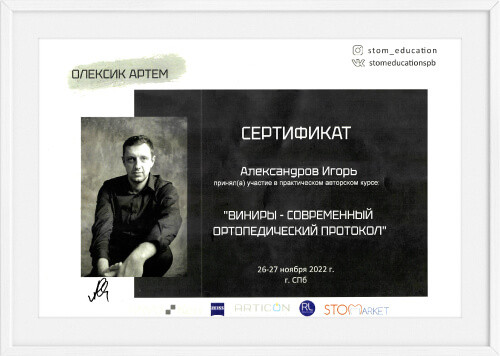 stom_education
stomeducationspb
ОЛЕКСИК АРТЕМ
СЕРТИФИКАТ
Александров Игорь
принял(а) участие в практическом авторском курсе:
"ВИНИРЫ - СОВРЕМЕННЫЙ
ОРТОПЕДИЧЕСКИЙ ПРОТОКОЛ"
26-27 ноября 2022 г.
г. СПб
ZEISS ARTICON RL STOMMARKET